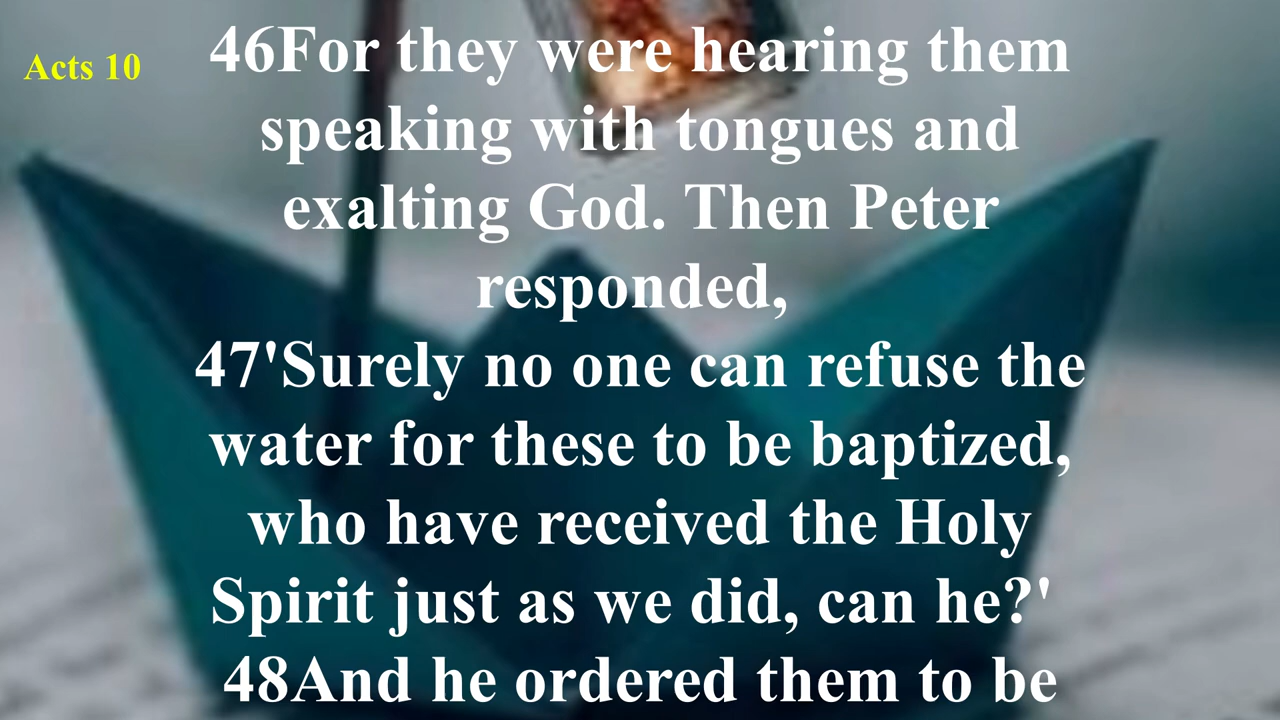 Acts 10
46For they were hearing them
speaking with tongues and
exalting God. Then Peter
responded,
47'Surely no one can refuse the
water for these to be baptized,
who have received the Holy
Spirit just as we did, can he?'
48And he ordered them to be